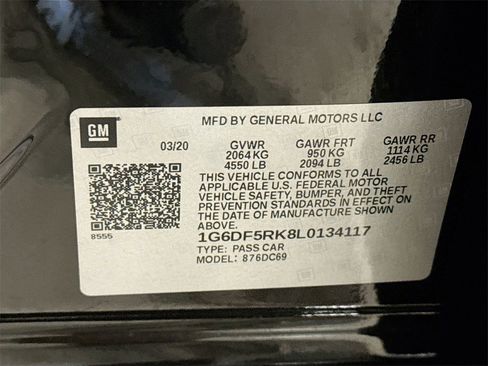 MFD BY GENERAL MOTORS LLC
GM
03/20 GVWR GAWR FRT GAWR RR
2064 KG 950 KG 1114 KG
4550 LB 2094 LB 2456 LB
THIS VEHICLE CONFORMS TO ALL
APPLICABLE U.S. FEDERAL MOTOR
VEHICLE SAFETY, BUMPER, AND THEFT
PREVENTION STANDARDS IN EFFECT ON
THE DATE OF MANUFACTURE SHOWN
ABOVE.
8555
1G6DF5RK8L0134117
TYPE: PASS CAR
MODEL: 876DC69